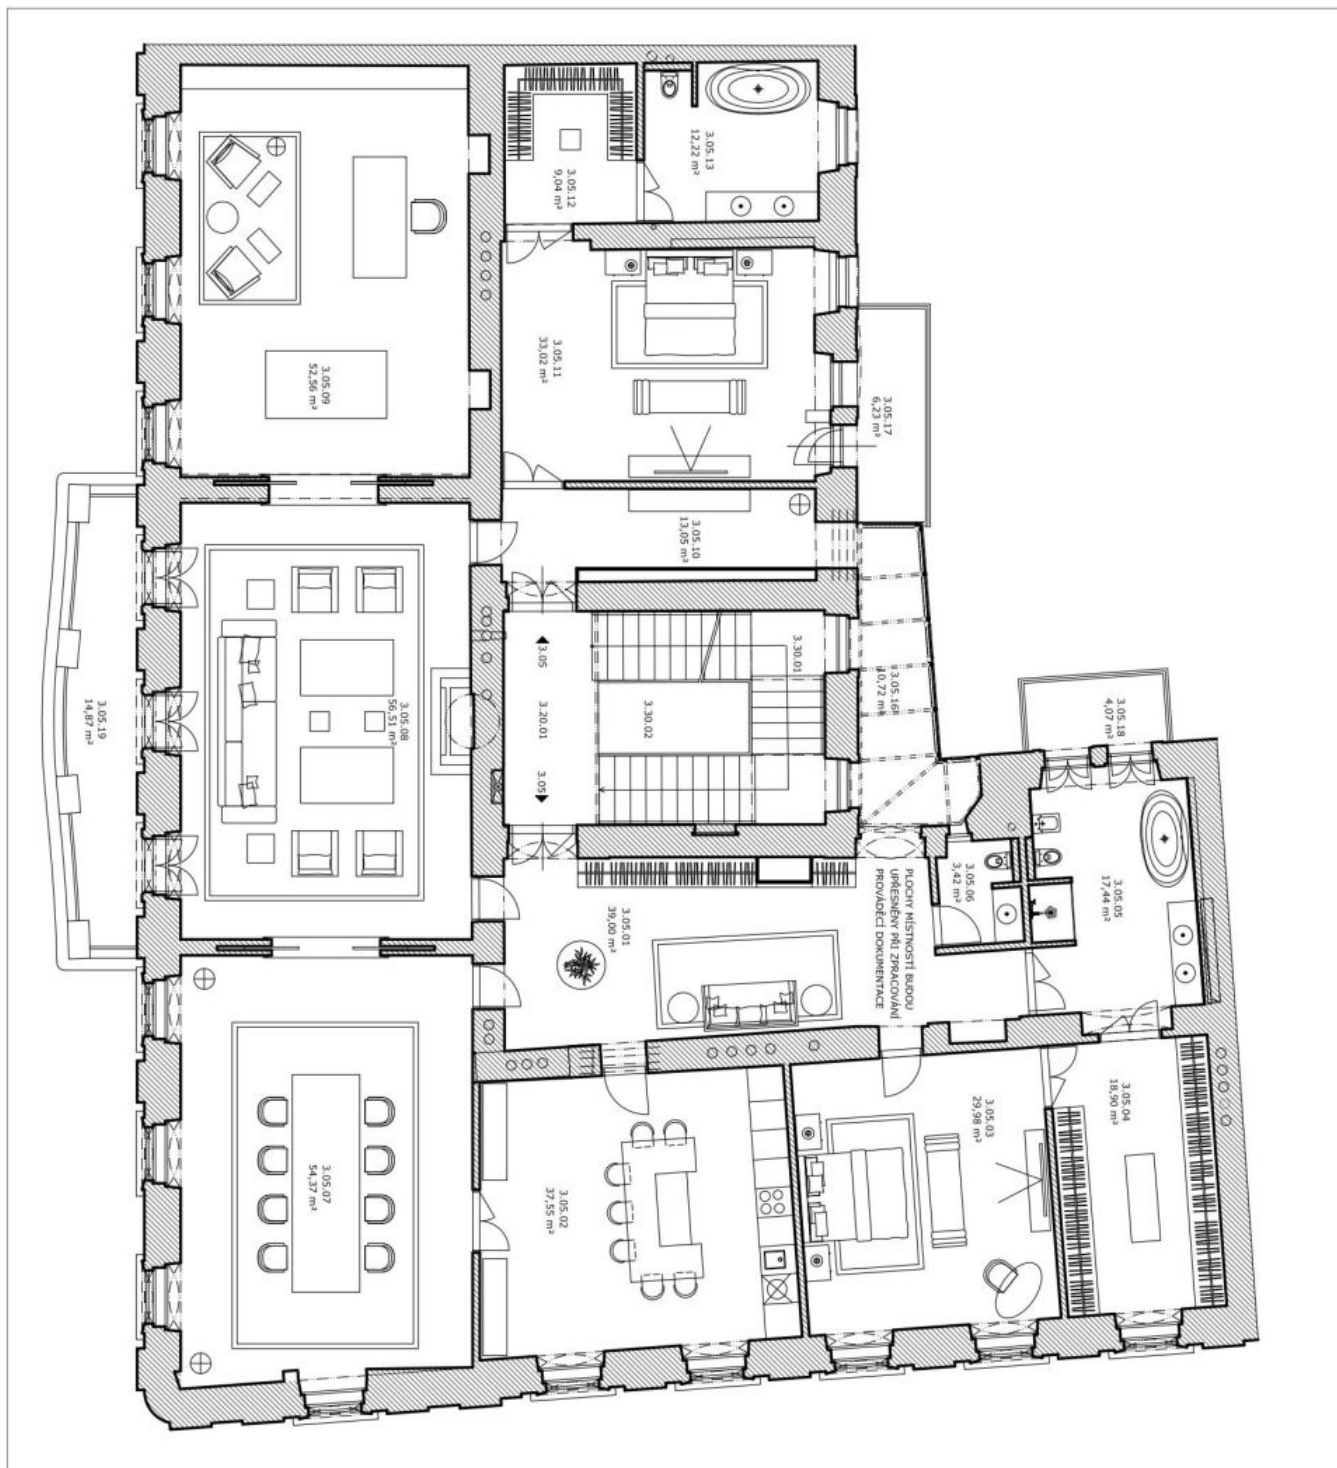 3.05.13
12,22 m²
3.05.12
9,04 m²
3.05.11
33,02 m²
3.05.09
52,56 m²
3.05.17
6,23 m²
3.05.10
13,05 m²
3.05
3.20.01
3.05
3.30.01
3.30.02
3.05.16
10,72 m²
3.05.18
4,07 m²
3.05.19
14,87 m²
3.05.08
56,51 m²
3.05.06
3,42 m²
3.05.05
17,44 m²
3.05.01
39,00 m²
PLOCHY MÍSTNOSTÍ BUDOU
UPŘESNĚNY PŘI ZPRACOVÁNÍ
PROVÁDĚCÍ DOKUMENTACE
3.05.07
54,37 m²
3.05.02
37,55 m²
3.05.03
29,98 m²
3.05.04
18,90 m²